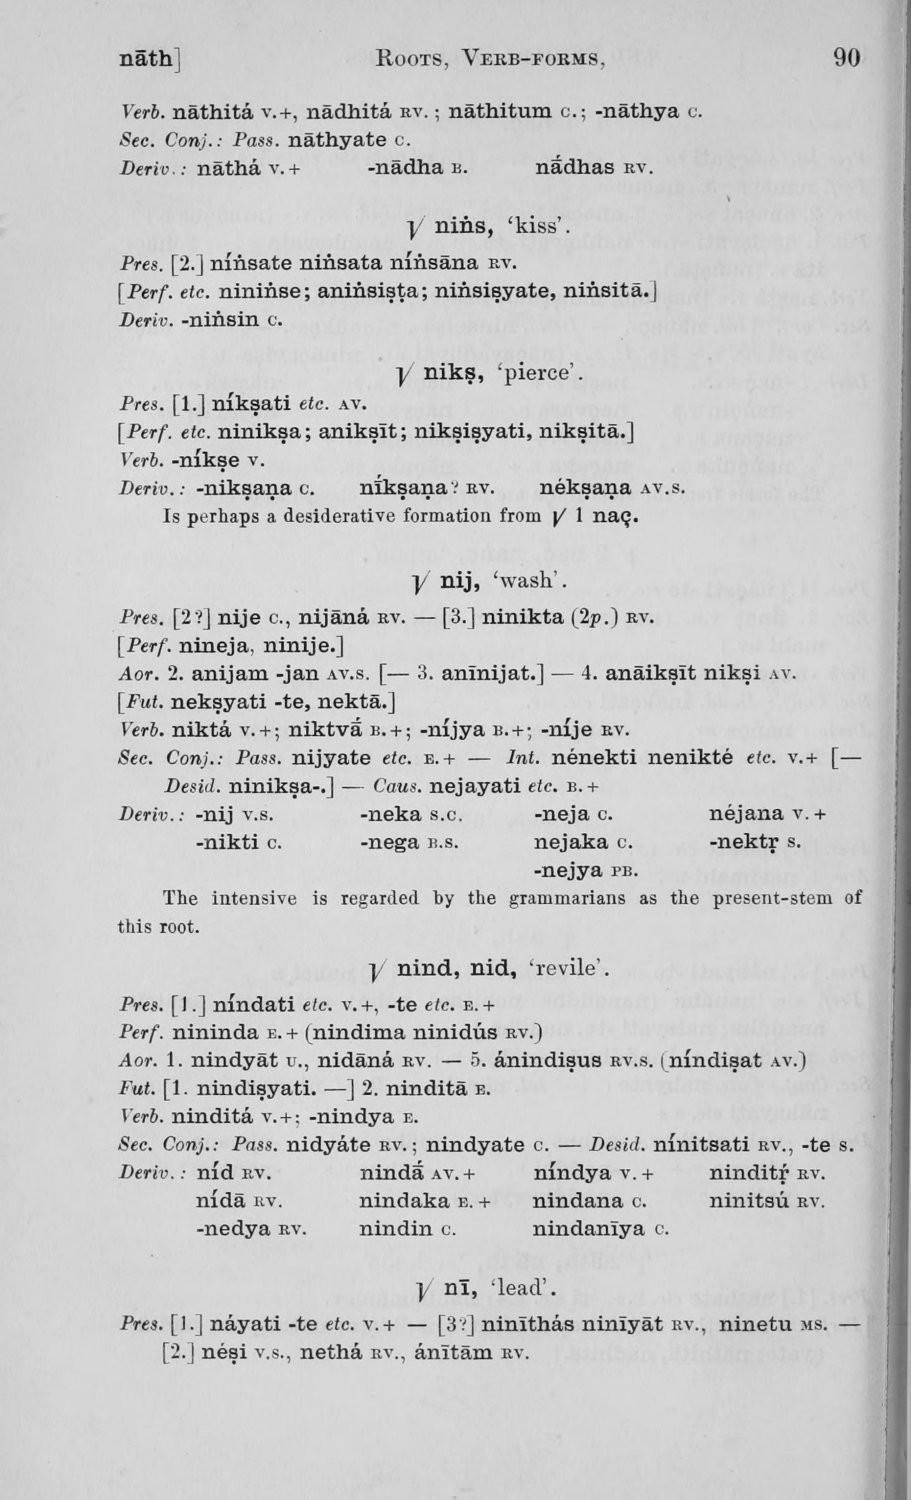 nāth] Roots, Verb-forms, 90
Verb. nāthitá v.+, nādhitá RV.; nāthitum c.; -nāthya c.
Sec. Conj.: Pass. nāthyate c.
Deriv.: nāthá v.+ -nādha B. nā́dhas RV.
√ niṅs, ‘kiss’.
Pres. [2.] níṅsate niṅsata níṅsāna RV.
[Perf. etc. niniṅse; aniṅsiṣṭa; niṅsiṣyate, niṅsitā.]
Deriv. -niṅsin c.
√ nikṣ, ‘pierce’.
Pres. [1.] níkṣati etc. AV.
[Perf. etc. ninikṣa; anikṣīt; nikṣiṣyati, nikṣitā.]
Verb. -níkṣe v.
Deriv.: -nikṣaṇa c. nī́kṣaṇa? RV. nékṣaṇa AV.S.
Is perhaps a desiderative formation from √ 1 naç.
√ nij, ‘wash’.
Pres. [2?] nije c., nijāná RV. — [3.] ninikta (2p.) RV.
[Perf. nineja, ninije.]
Aor. 2. anijam -jan AV.S. [— 3. anīnijat.] — 4. anāikṣīt nikṣi AV.
[Fut. nekṣyati -te, nektā.]
Verb. niktá v.+; niktvā́ B.+; -níjya B.+; -níje RV.
Sec. Conj.: Pass. nijyate etc. E.+ — Int. nénekti nenikté etc. v.+ [—
Desid. ninikṣa-.] — Caus. nejayati etc. B.+
Deriv.: -nij v.s. -neka s.c. -neja c. néjana v.+
-nikti c. -nega B.S. nejaka c. -nektṛ s.
-nejya PB.
The intensive is regarded by the grammarians as the present-stem of
this root.
√ nind, nid, ‘revile’.
Pres. [1.] níndati etc. v.+, -te etc. E.+
Perf. nininda E.+ (nindima ninidús RV.)
Aor. 1. nindyāt U., nidāná RV. — 5. ánindiṣus RV.S. (níndiṣat AV.)
Fut. [1. nindiṣyati. —] 2. ninditā E.
Verb. ninditá v.+; -nindya E.
Sec. Conj.: Pass. nidyáte RV.; nindyate c. — Desid. nínitsati RV., -te s.
Deriv.: níd RV. nindā́ AV.+ níndya v.+ ninditṛ́ RV.
nídā RV. nindaka E.+ nindana c. ninitsú RV.
-nedya RV. nindin c. nindanīya c.
√ nī, ‘lead’.
Pres. [1.] náyati -te etc. v.+ — [3?] ninīthás ninīyāt RV., ninetu MS. —
[2.] néṣi v.s., nethá RV., ánītām RV.